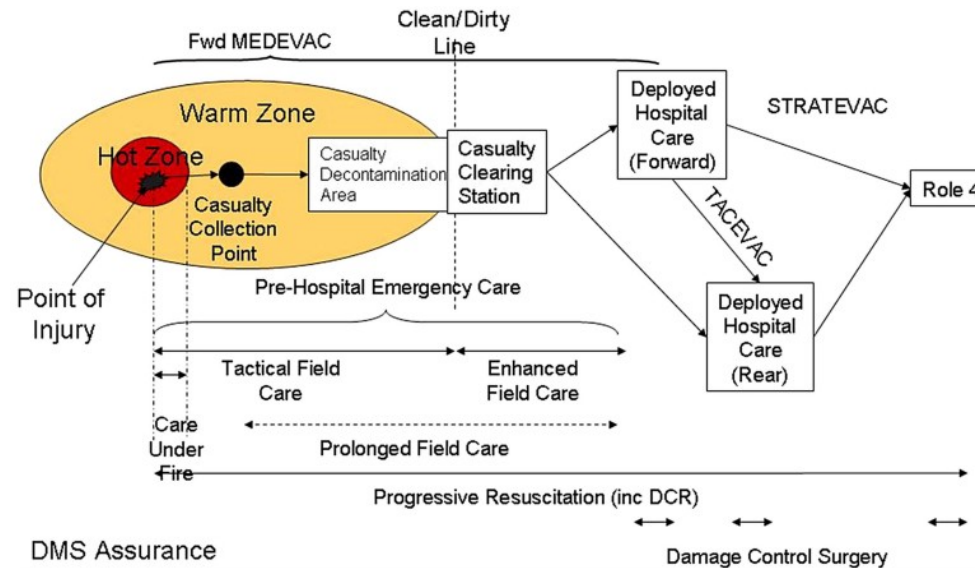 Clean/Dirty
Line
Fwd MEDEVAC
Warm Zone
Hot Zone
Casualty
Collection
Point
Casualty
Decontamination
Area
Casualty
Clearing
Station
Deployed
Hospital
Care
(Forward)
STRATEVAC
TACEVAC
Role 4
Deployed
Hospital
Care
(Rear)
Point of
Injury
Pre-Hospital Emergency Care
Tactical Field
Care
Enhanced
Field Care
Care
Under
Fire
Prolonged Field Care
Progressive Resuscitation (inc DCR)
Damage Control Surgery
DMS Assurance